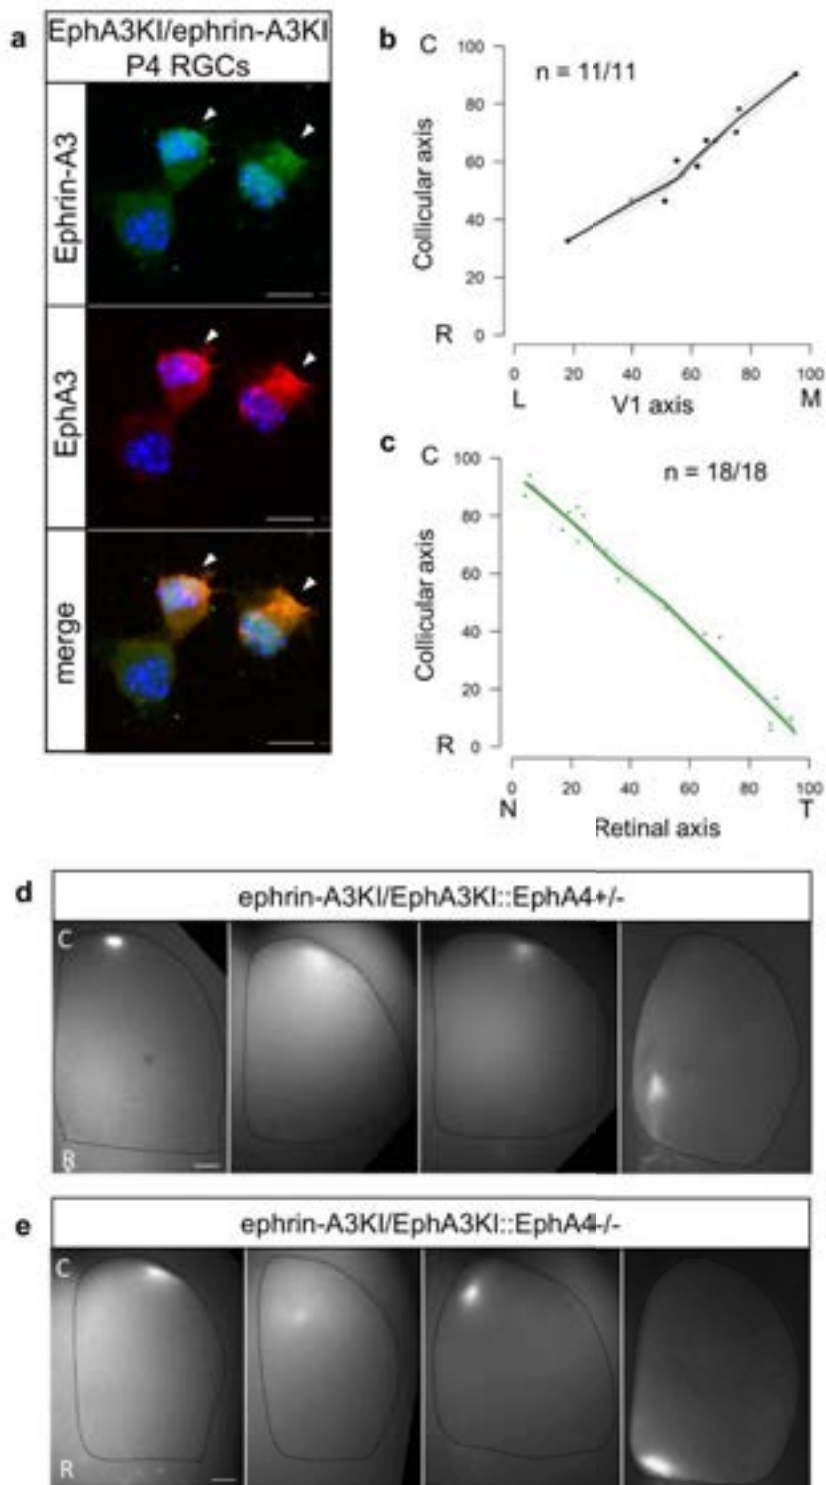 a
EphA3KI/ephrin-A3KI
P4 RGCs
Ephrin-A3
EphA3
merge
b
C
n = 11/11
100
80
60
40
20
0
Collicular axis
R
0 20 40 60 80 100
L V1 axis M
c
C
n = 18/18
100
80
60
40
20
0
Collicular axis
R
0 20 40 60 80 100
N T
Retinal axis
d
ephrin-A3KI/EphA3KI::EphA4+/-
C
R
e
ephrin-A3KI/EphA3KI::EphA4-/-
C
R